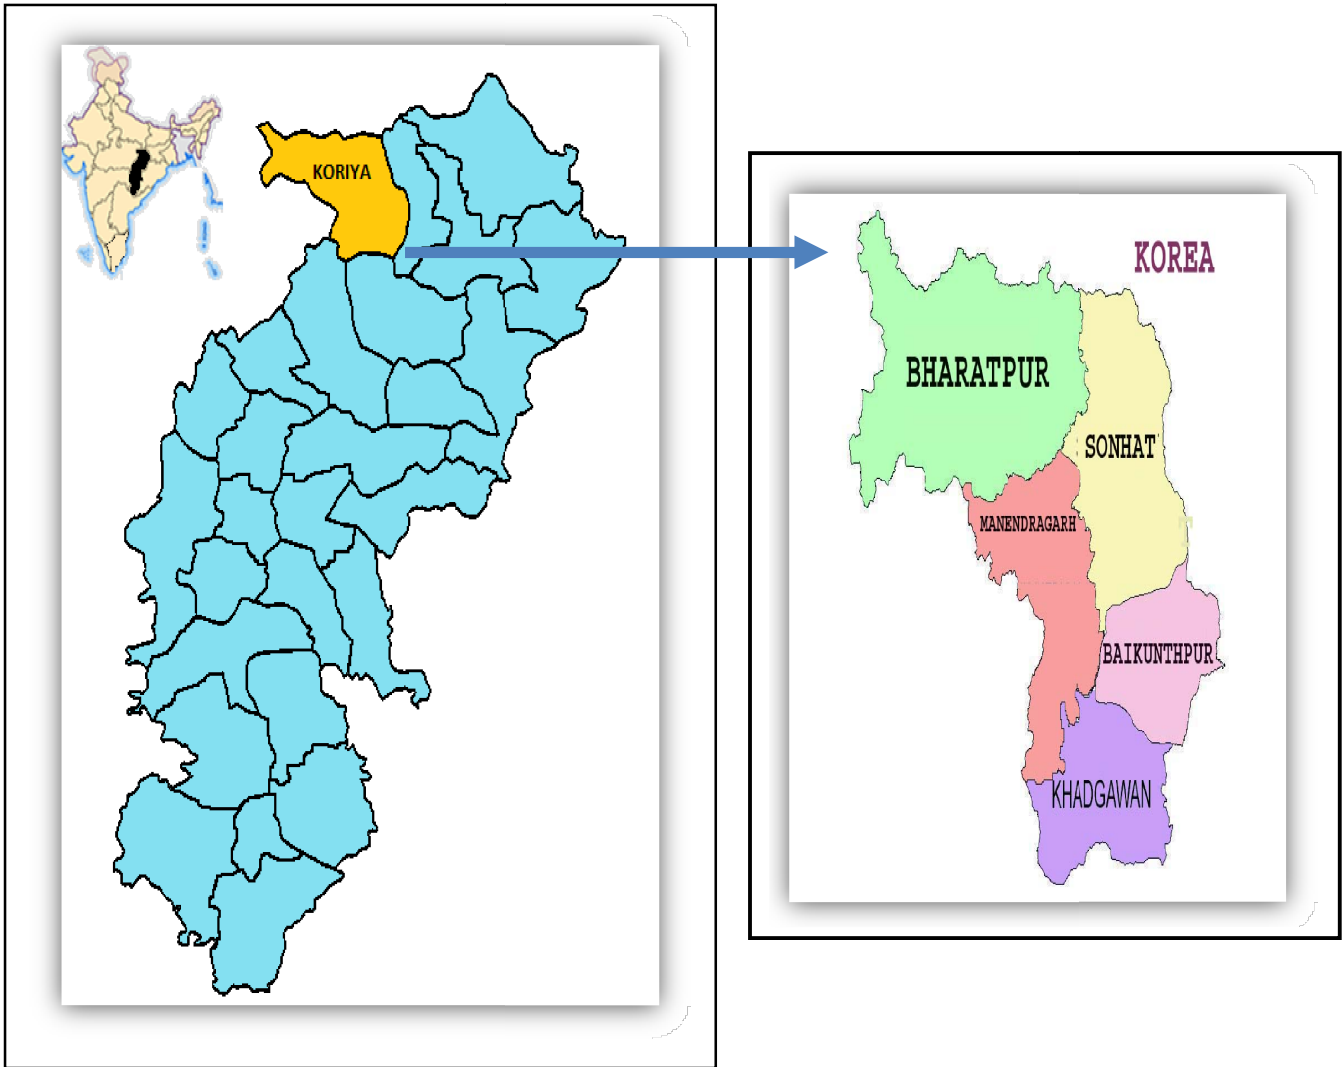 KORIYA
KOREA
BHARATPUR
SONHAT
MANENDRAGARH
T
BAIKUNTHPUR
KHADGAWAN